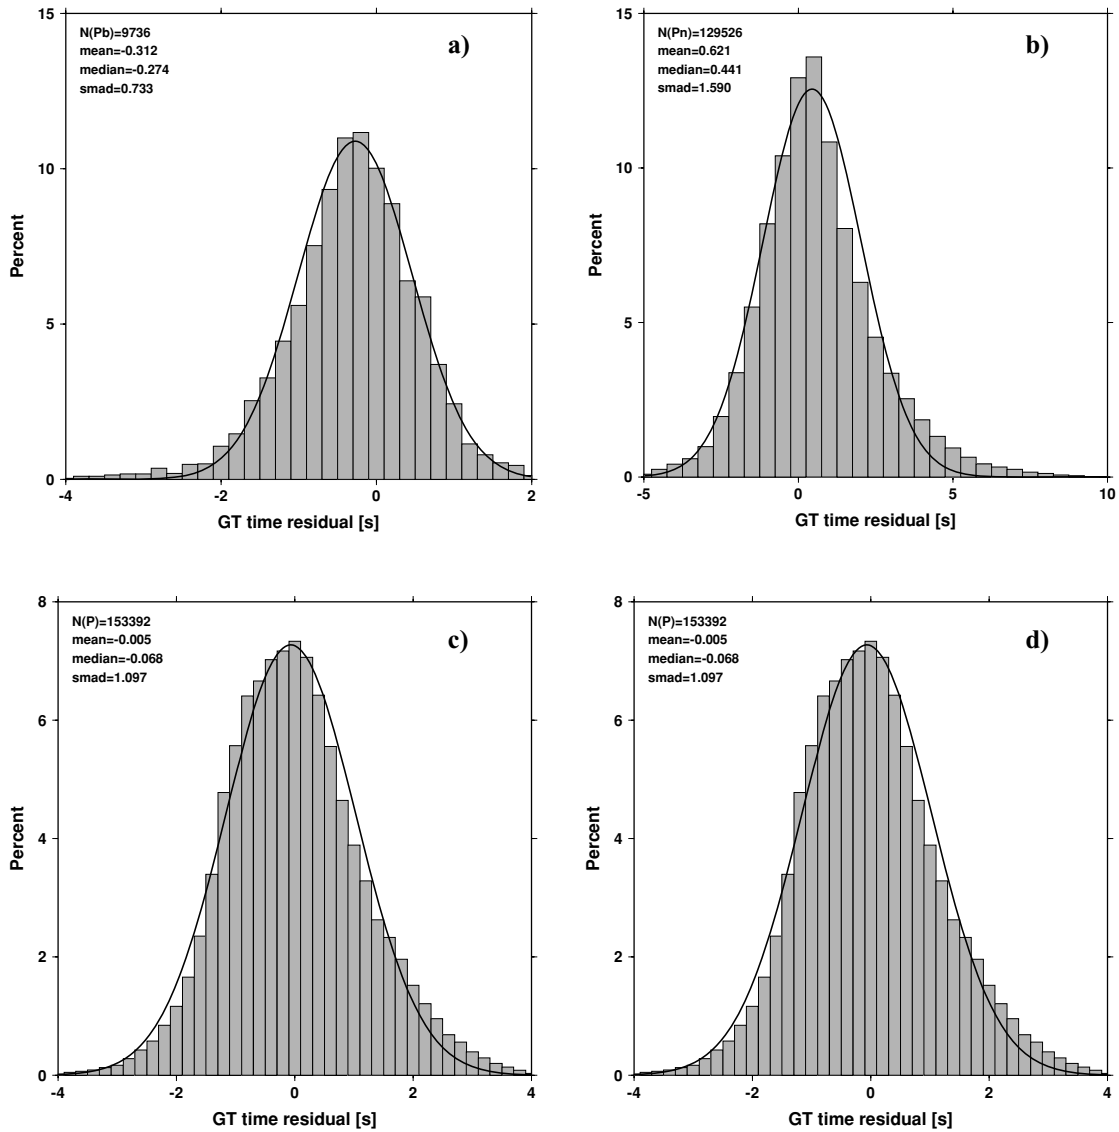 N(Pb)=9736
mean=-0.312
median=-0.274
smad=0.733
a)
15
10
5
0
-4
-2
0
2
Percent
GT time residual [s]
N(Pn)=129526
mean=0.621
median=0.441
smad=1.590
b)
15
10
5
0
-5
0
5
10
Percent
GT time residual [s]
N(P)=153392
mean=-0.005
median=-0.068
smad=1.097
c)
8
6
4
2
0
-4
-2
0
2
4
Percent
GT time residual [s]
N(P)=153392
mean=-0.005
median=-0.068
smad=1.097
d)
8
6
4
2
0
-4
-2
0
2
4
Percent
GT time residual [s]